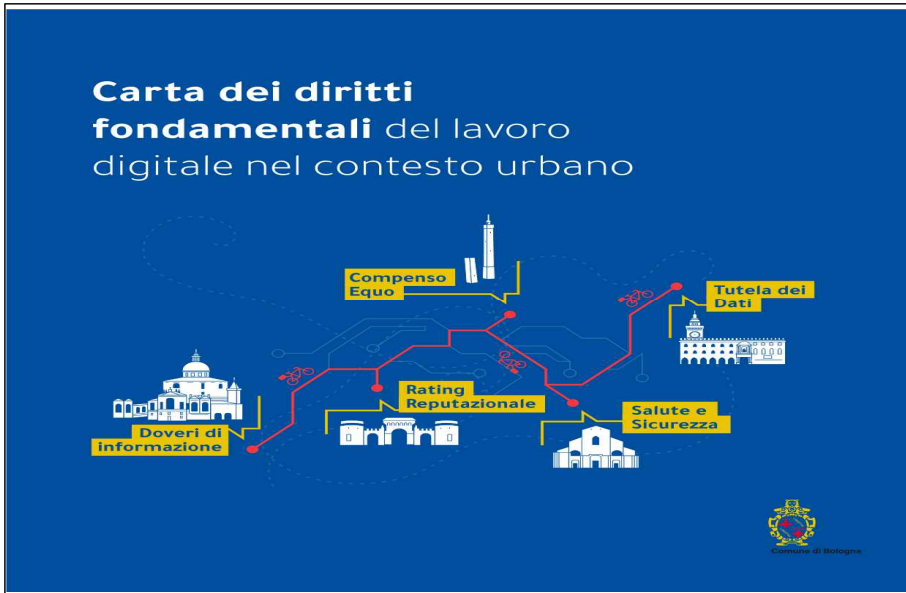 Carta dei diritti
fondamentali del lavoro
digitale nel contesto urbano
Compenso
Equo
Tutela dei
Dati
Rating
Reputazionale
Salute e
Sicurezza
Doveri di
informazione
Comune di Bologna